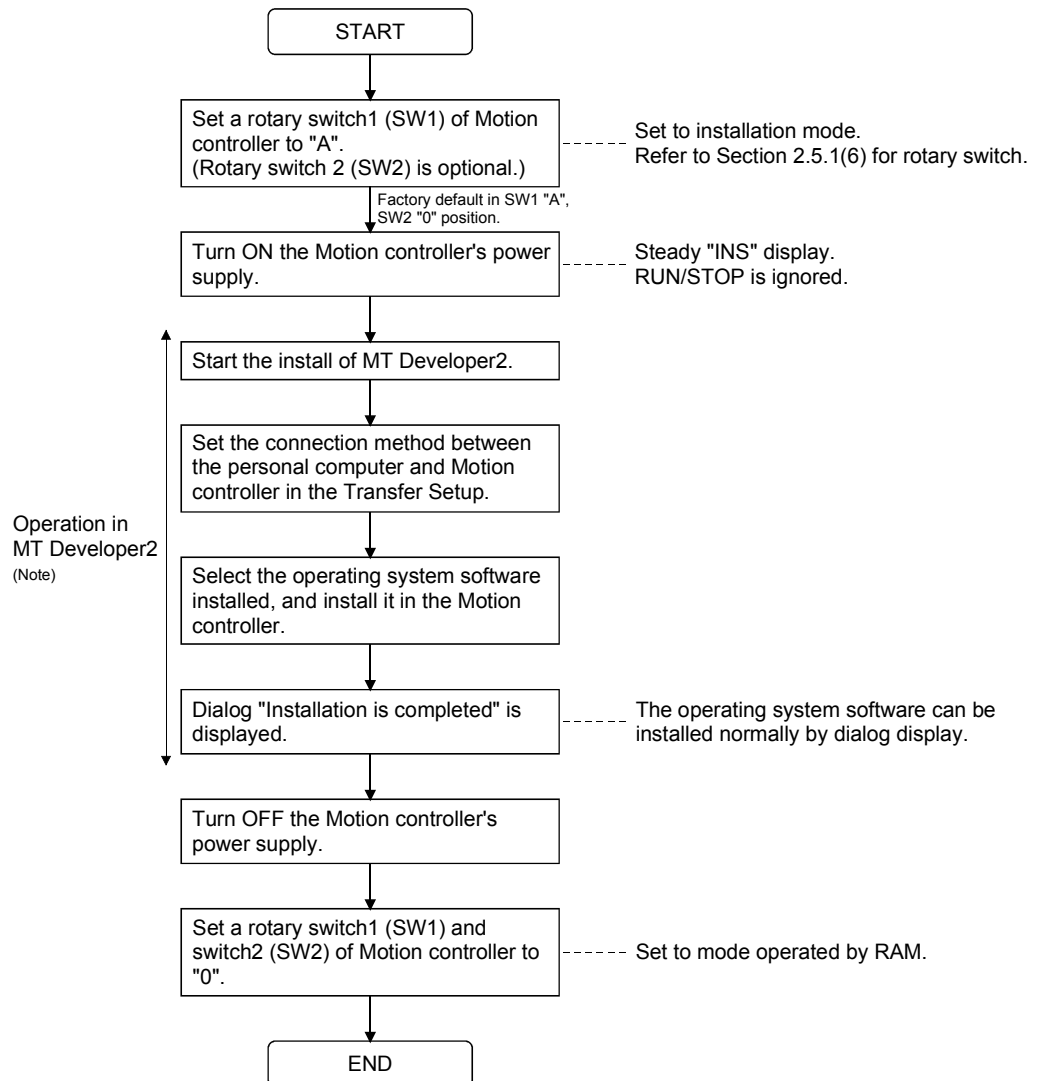 START
Set a rotary switch1 (SW1) of Motion
controller to "A".
(Rotary switch 2 (SW2) is optional.)
Set to installation mode.
Refer to Section 2.5.1(6) for rotary switch.
Factory default in SW1 "A",
SW2 "0" position.
Turn ON the Motion controller's power
supply.
Steady "INS" display.
RUN/STOP is ignored.
Operation in
MT Developer2
(Note)
Start the install of MT Developer2.
Set the connection method between
the personal computer and Motion
controller in the Transfer Setup.
Select the operating system software
installed, and install it in the Motion
controller.
Dialog "Installation is completed" is
displayed.
The operating system software can be
installed normally by dialog display.
Turn OFF the Motion controller's
power supply.
Set a rotary switch1 (SW1) and
switch2 (SW2) of Motion controller to
"0".
Set to mode operated by RAM.
END